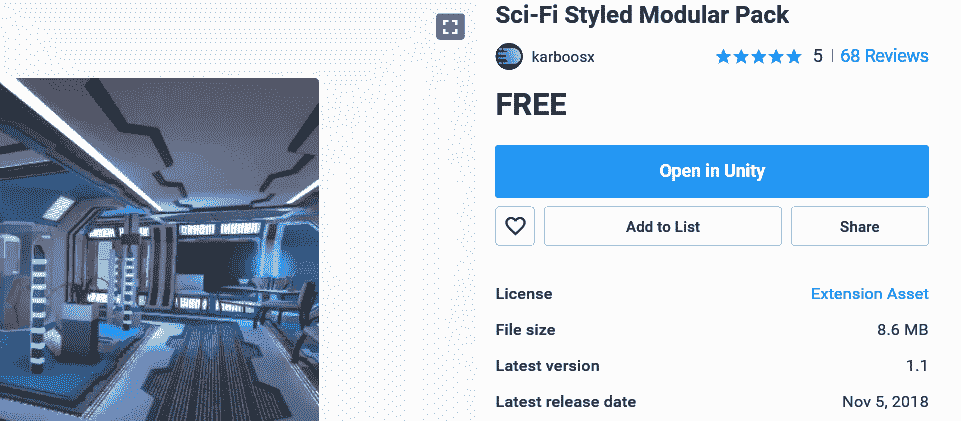 Sci-Fi Styled Modular Pack
karboosx 5 | 68 Reviews
FREE
Open in Unity
Add to List Share
License Extension Asset
File size 8.6 MB
Latest version 1.1
Latest release date Nov 5, 2018